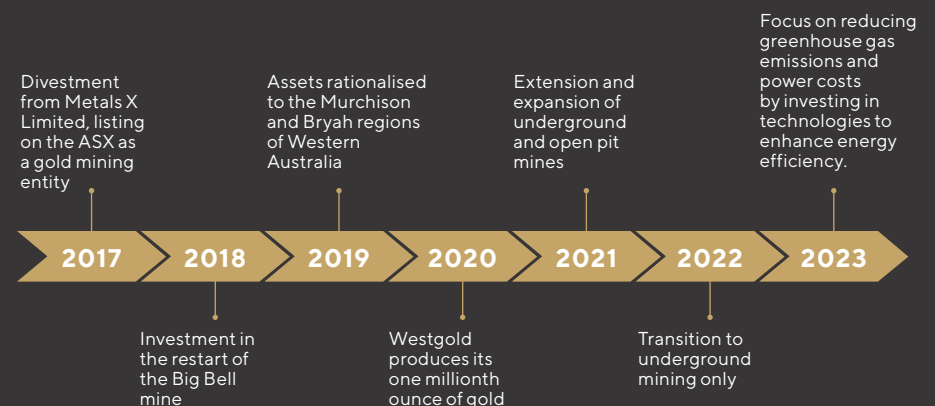 Divestment
from Metals X
Limited, listing
on the ASX as
a gold mining
entity
Assets rationalised
to the Murchison
and Bryah regions
of Western
Australia
Extension and
expansion of
underground
and open pit
mines
Focus on reducing
greenhouse gas
emissions and
power costs
by investing in
technologies to
enhance energy
efficiency.
2017
2018
2019
2020
2021
2022
2023
Investment in
the restart of
the Big Bell
mine
Westgold
produces its
one millionth
ounce of gold
Transition to
underground
mining only